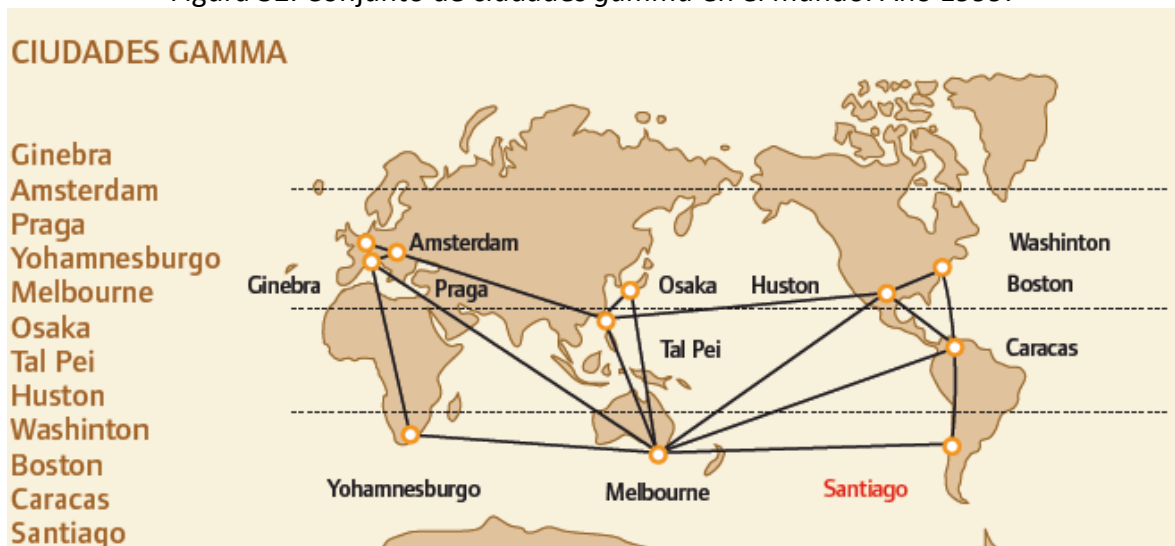 CIUDADES GAMMA
Ginebra
Amsterdam
Praga
Yohamnesburgo
Melbourne
Osaka
Tal Pei
Huston
Washinton
Boston
Caracas
Santiago
Amsterdam
Washinton
Ginebra
Praga
Osaka
Huston
Boston
Tal Pei
Caracas
Yohamnesburgo
Melbourne
Santiago